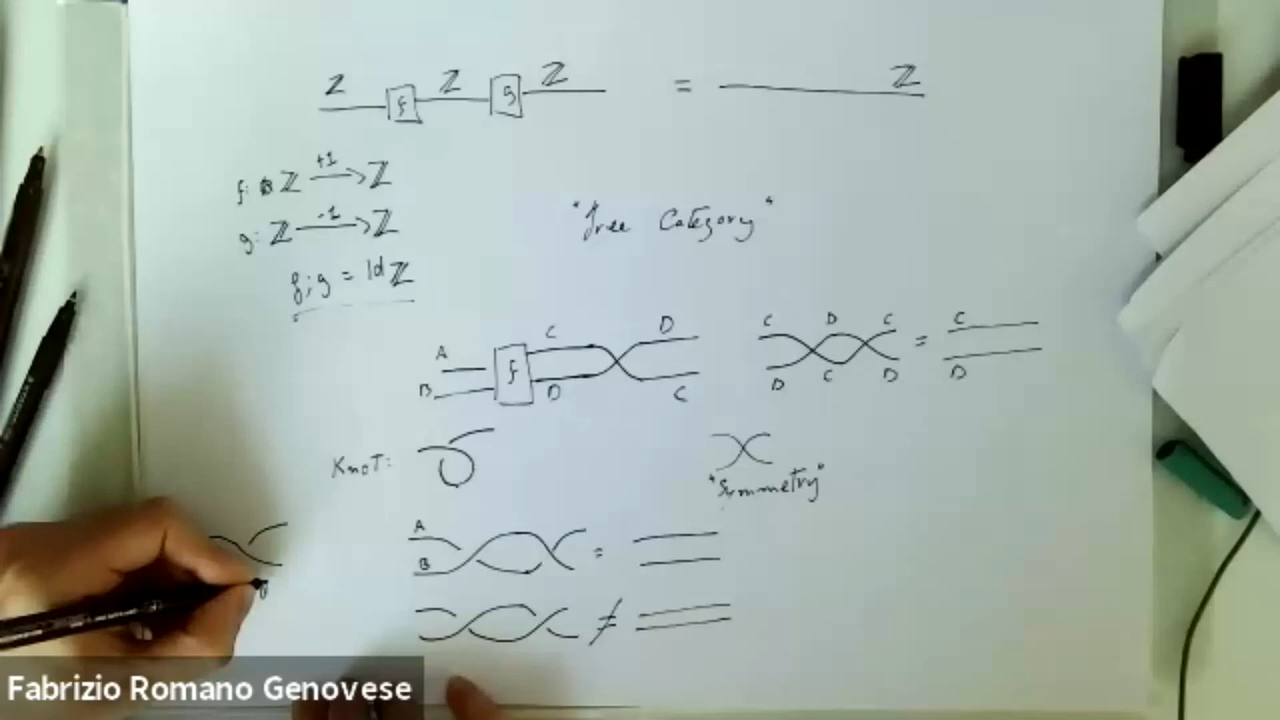 Z Z Z = Z
f g
f: Z +1 → Z
g: Z -1 → Z
f;g = Id Z
"Free Category"
A C D
f
B D C
C D C = C
D C D D
KnoT:
"Symmetry"
A
B =
≠
Fabrizio Romano Genovese